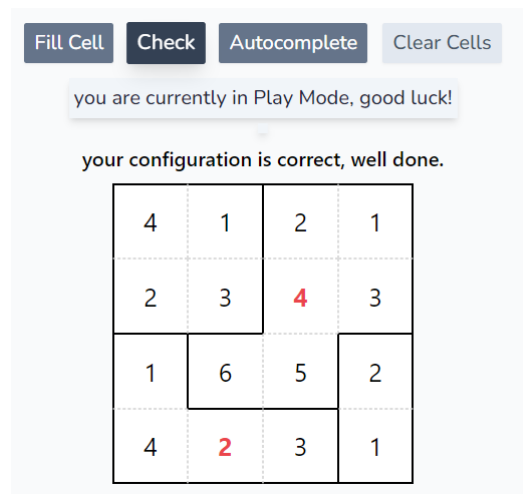 Fill Cell Check Autocomplete Clear Cells
you are currently in Play Mode, good luck!
your configuration is correct, well done.
4 1 2 1
2 3 4 3
1 6 5 2
4 2 3 1